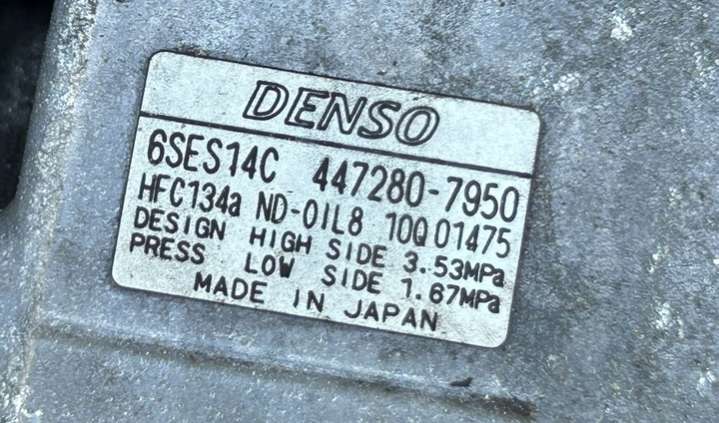 DENSO
6SES14C 447280-7950
HFC134a ND-OIL8 10Q01475
DESIGN HIGH SIDE 3.53MPa
PRESS LOW SIDE 1.67MPa
MADE IN JAPAN